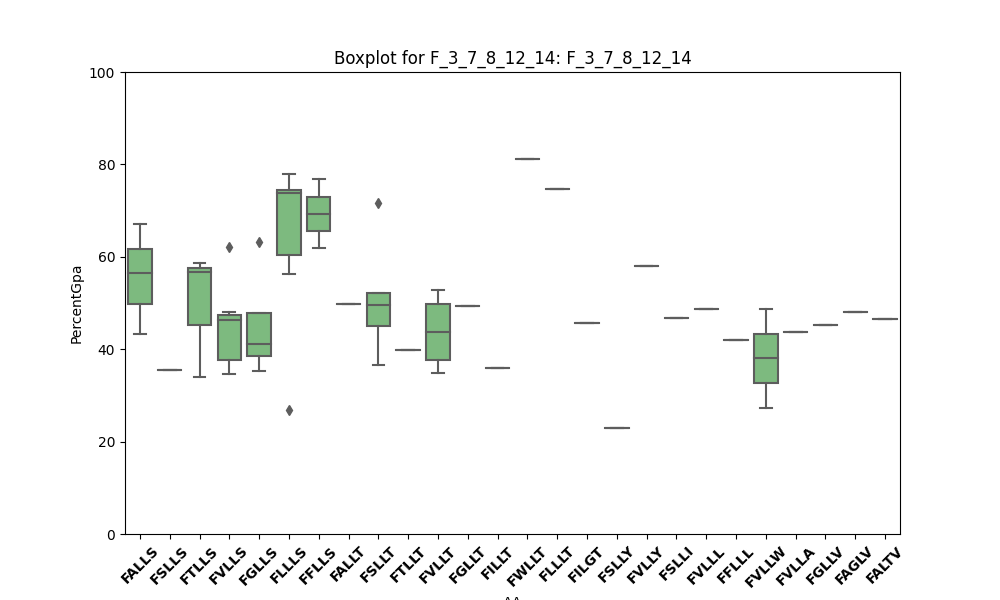 Boxplot for F_3_7_8_12_14: F_3_7_8_12_14
100
80
60
40
20
0
PercentGpa
FALLS FSLLS FTLLS FVLLS FGLLS FLLLS FFLLS FALLT FSLLT FTLLT FVLLT FGLLT FILLT FWLLT FLLLT FILGT FSLLY FVLLY FSLLI FVLLL FFLLL FVLLW FVLLA FGLLV FAGLV FALTV